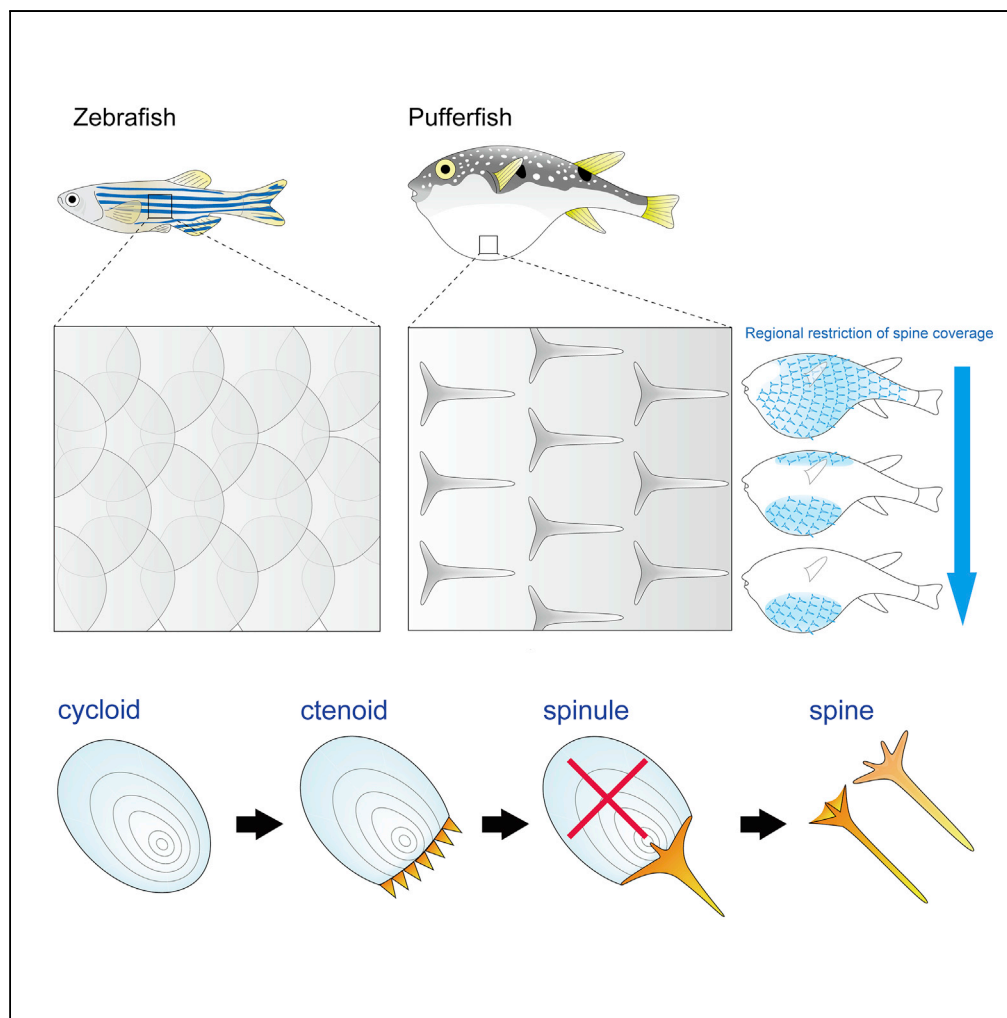 Zebrafish
Pufferfish
Regional restriction of spine coverage
cycloid
ctenoid
spinule
spine